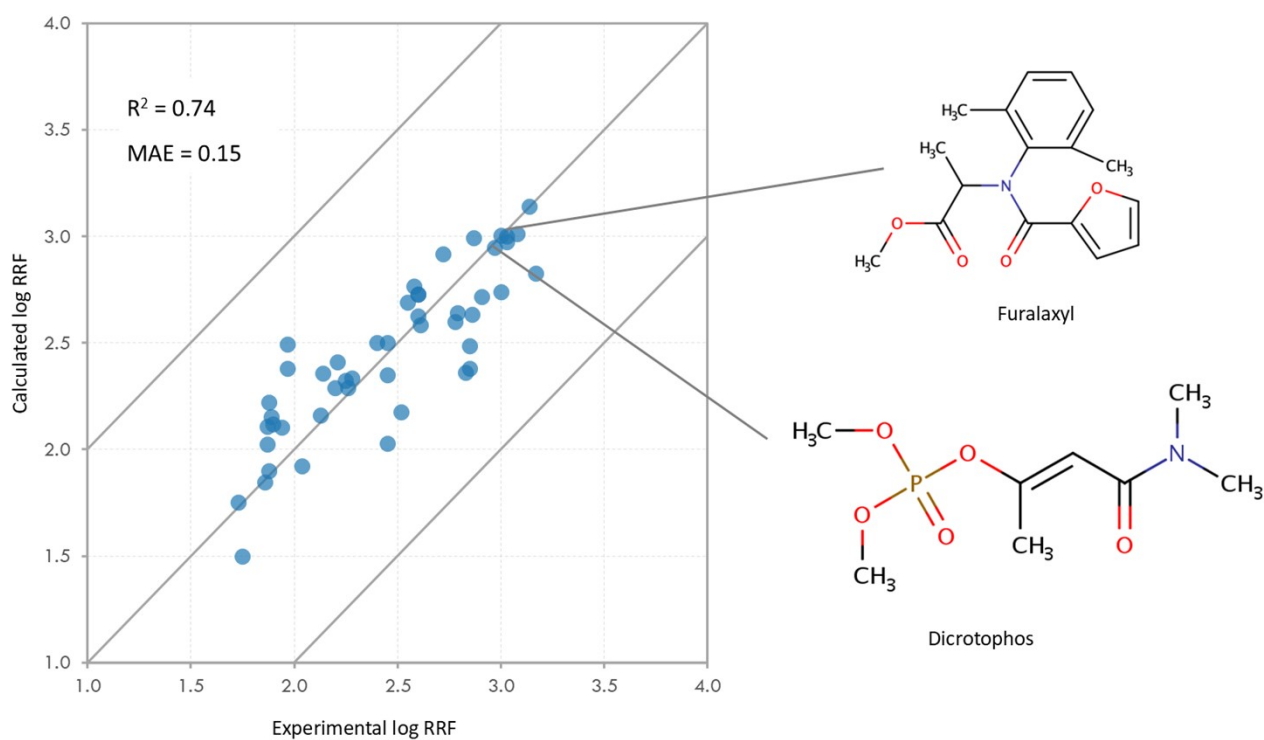 4.0
R² = 0.74
MAE = 0.15
3.5
3.0
2.5
2.0
1.5
1.0
Calculated log RRF
1.0 1.5 2.0 2.5 3.0 3.5 4.0
Experimental log RRF
H₃C
CH₃
H₃C
N
O
O
O
O
H₃C
Furalaxyl
H₃C O
O
P
O
O
CH₃
CH₃
O
N
CH₃
CH₃
Dicrotophos